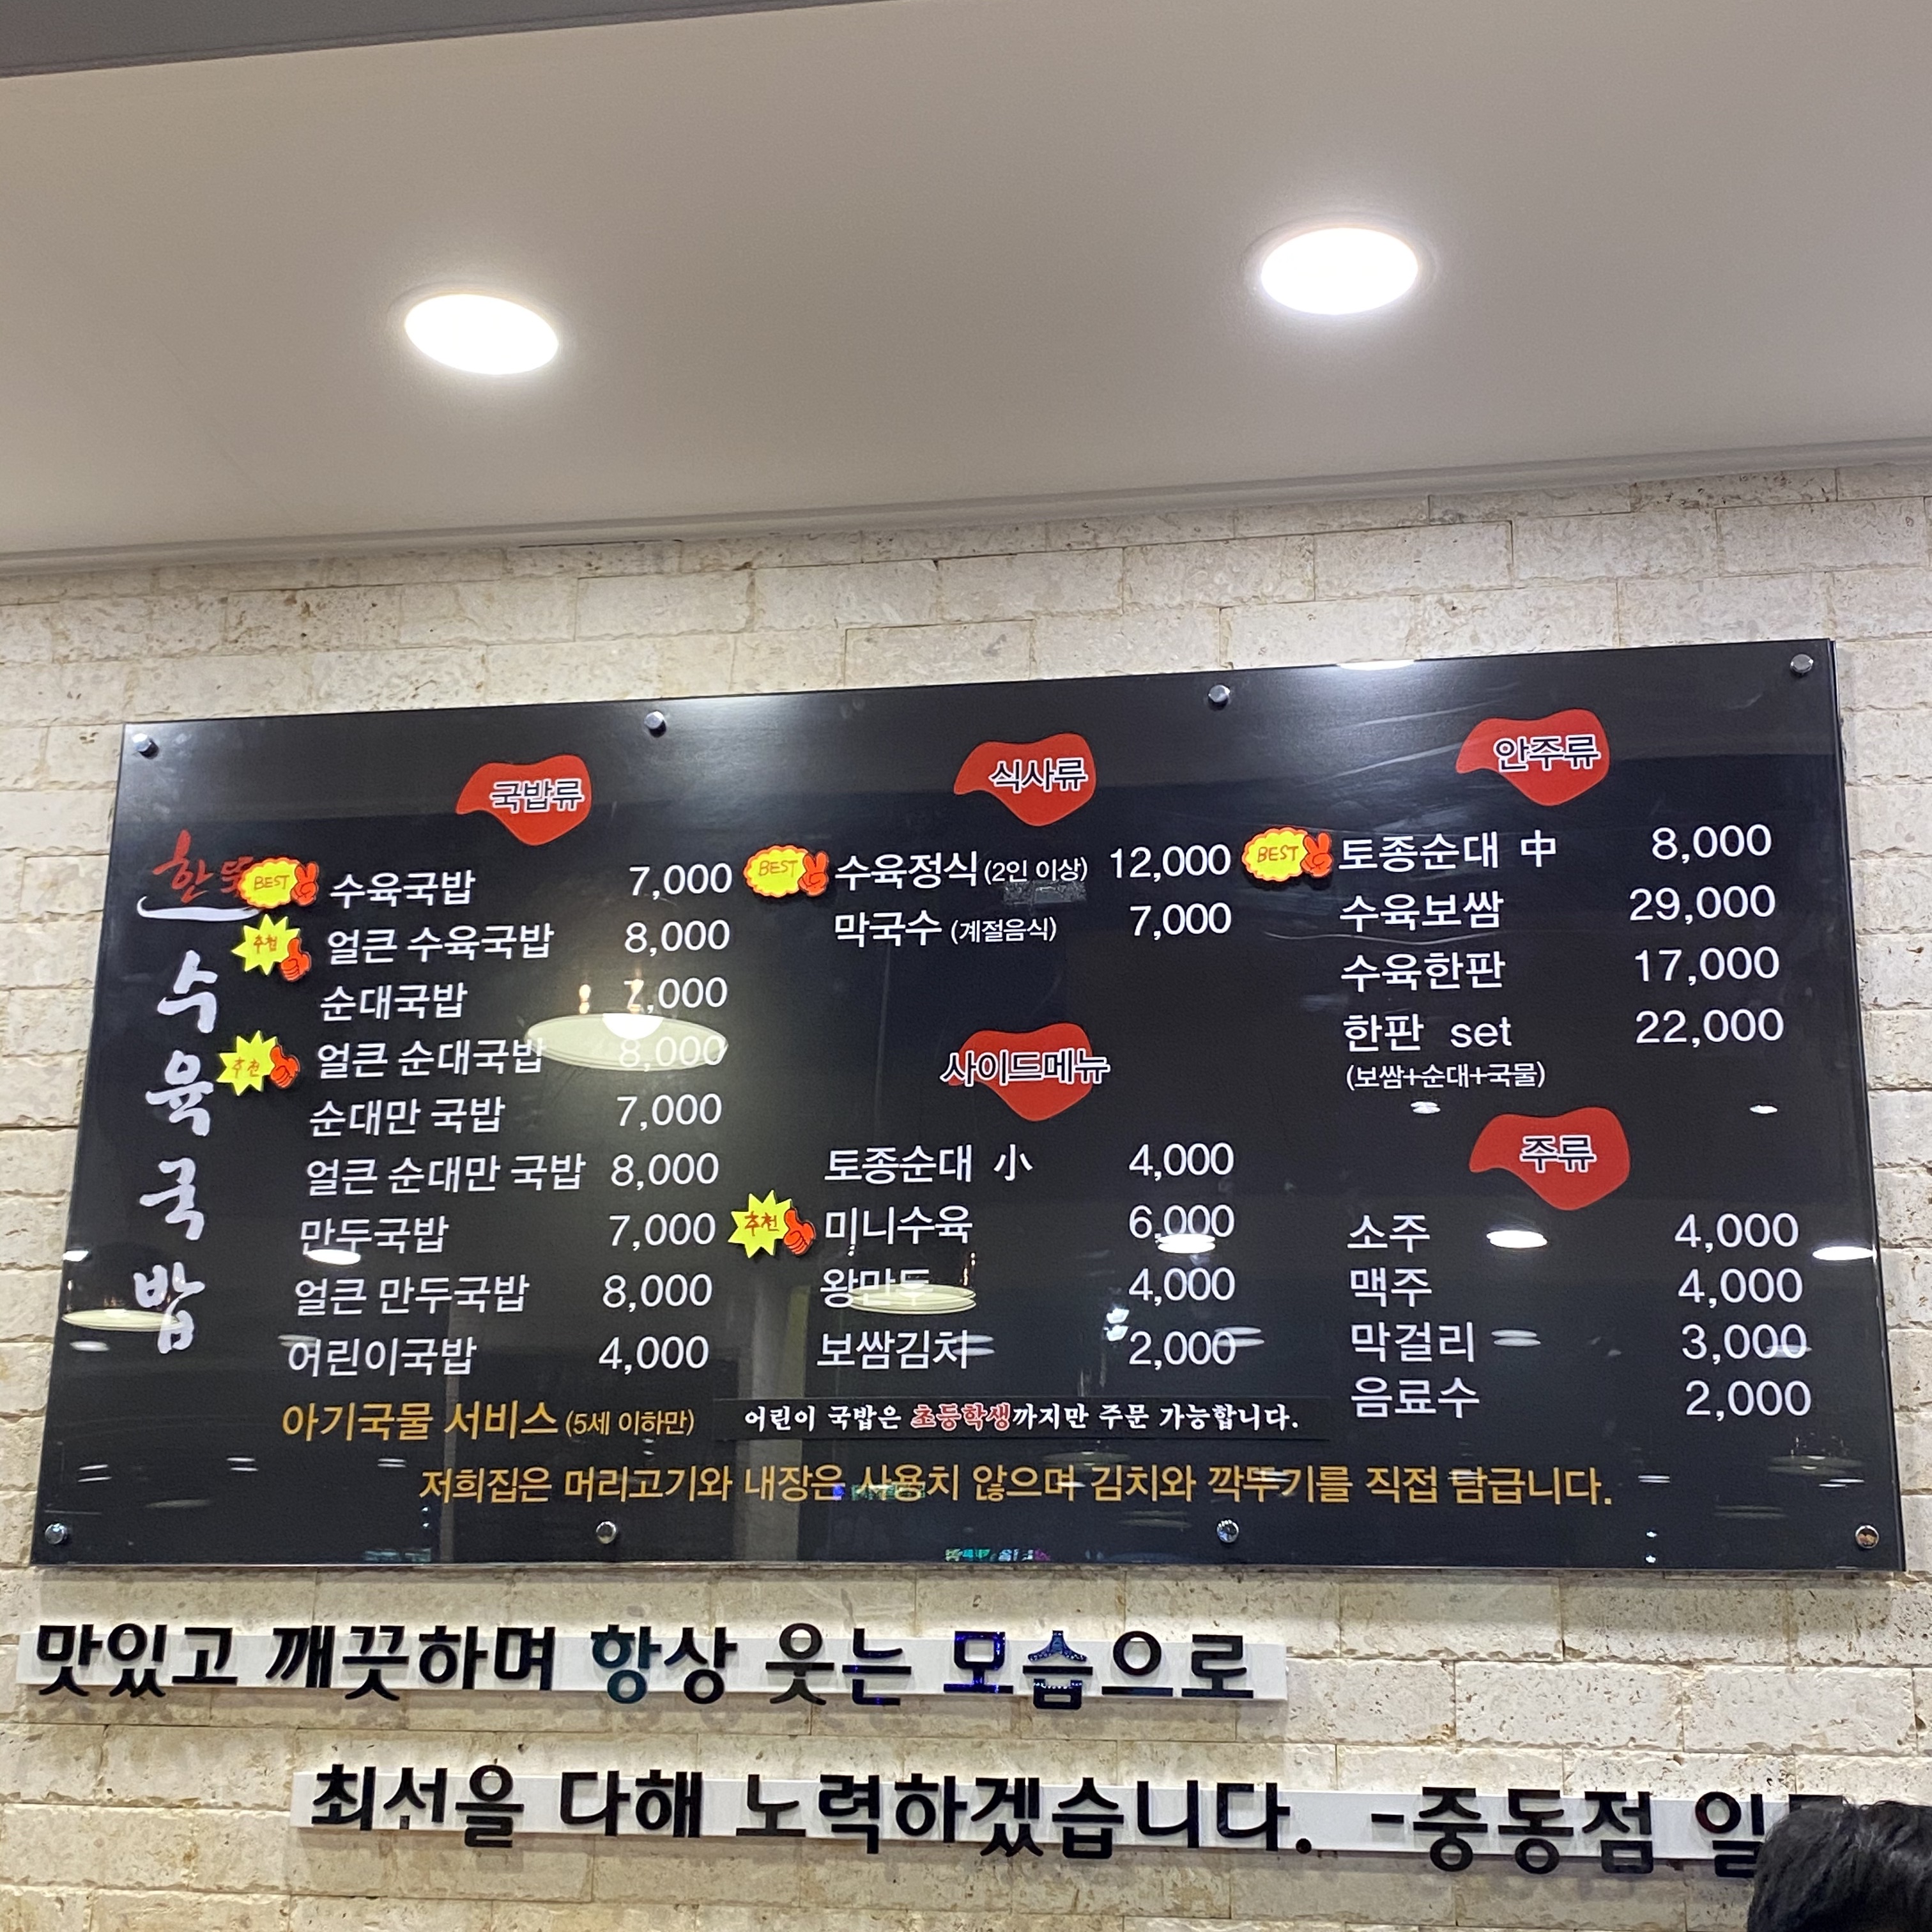 한뚝
수육국밥
국밥류
BEST 수육국밥 7,000
추천 얼큰 수육국밥 8,000
순대국밥 7,000
추천 얼큰 순대국밥 8,000
순대만 국밥 7,000
얼큰 순대만 국밥 8,000
만두국밥 7,000
얼큰 만두국밥 8,000
어린이국밥 4,000
아기국물 서비스 (5세 이하만)
식사류
BEST 수육정식 (2인 이상) 12,000
막국수 (계절음식) 7,000
사이드메뉴
토종순대 小 4,000
추천 미니수육 6,000
왕만두 4,000
보쌈김치 2,000
어린이 국밥은 초등학생까지만 주문 가능합니다.
안주류
BEST 토종순대 中 8,000
수육보쌈 29,000
수육한판 17,000
한판 set 22,000
(보쌈+순대+국물)
주류
소주 4,000
맥주 4,000
막걸리 3,000
음료수 2,000
저희집은 머리고기와 내장은 사용치 않으며 김치와 깍뚜기를 직접 담급니다.
맛있고 깨끗하며 항상 웃는 모습으로
최선을 다해 노력하겠습니다. -중동점